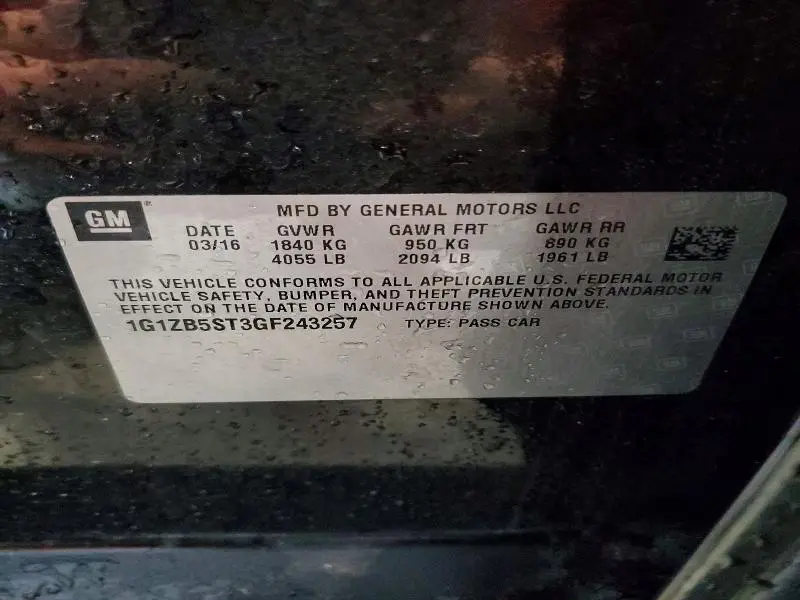 GM® MFD BY GENERAL MOTORS LLC
DATE GVWR GAWR FRT GAWR RR
03/16 1840 KG 950 KG 890 KG
4055 LB 2094 LB 1961 LB
THIS VEHICLE CONFORMS TO ALL APPLICABLE U.S. FEDERAL MOTOR
VEHICLE SAFETY, BUMPER, AND THEFT PREVENTION STANDARDS IN
EFFECT ON THE DATE OF MANUFACTURE SHOWN ABOVE.
1G1ZB5ST3GF243257 TYPE: PASS CAR